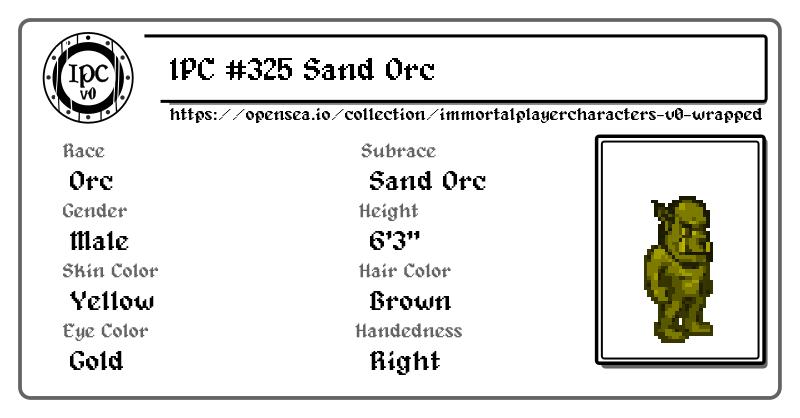 IPC
v0
IPC #325 Sand Orc
https://opensea.io/collection/immortalplayercharacters-v0-wrapped
Race
Orc
Subrace
Sand Orc
Gender
Male
Height
6'3"
Skin Color
Yellow
Hair Color
Brown
Eye Color
Gold
Handedness
Right